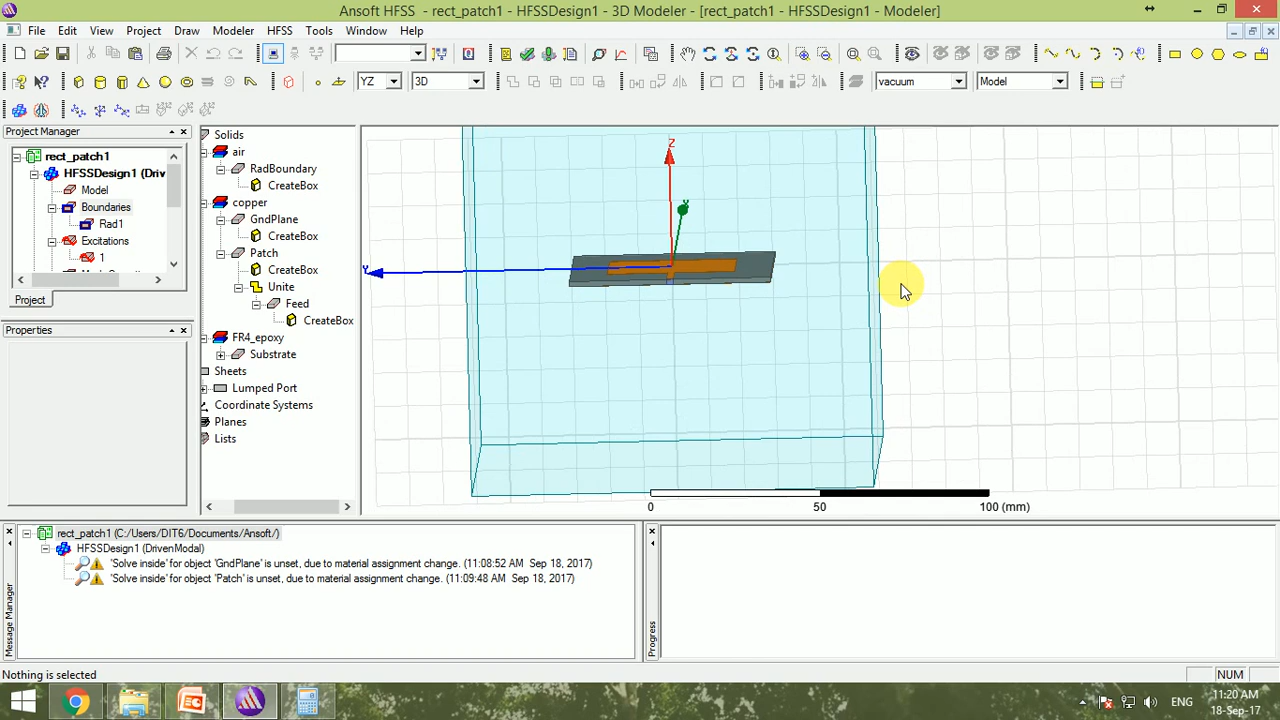 Ansoft HFSS - rect_patch1 - HFSSDesign1 - 3D Modeler - [rect_patch1 - HFSSDesign1 - Modeler]
File Edit View Project Draw Modeler HFSS Tools Window Help
YZ 3D vacuum Model
Project Manager
rect_patch1
HFSSDesign1 (Driv
Model
Boundaries
Rad1
Excitations
1
Project
Properties
Solids
air
RadBoundary
CreateBox
copper
GndPlane
CreateBox
Patch
CreateBox
Unite
Feed
CreateBox
FR4_epoxy
Substrate
Sheets
Lumped Port
Coordinate Systems
Planes
Lists
Z
0 50 100 (mm)
Message Manager
rect_patch1 (C:/Users/DIT6/Documents/Ansoft/)
HFSSDesign1 (DrivenModal)
'Solve inside' for object 'GndPlane' is unset, due to material assignment change. (11:08:52 AM Sep 18, 2017)
'Solve inside' for object 'Patch' is unset, due to material assignment change. (11:09:48 AM Sep 18, 2017)
Progress
Nothing is selected
NUM
ENG
11:20 AM
18-Sep-17